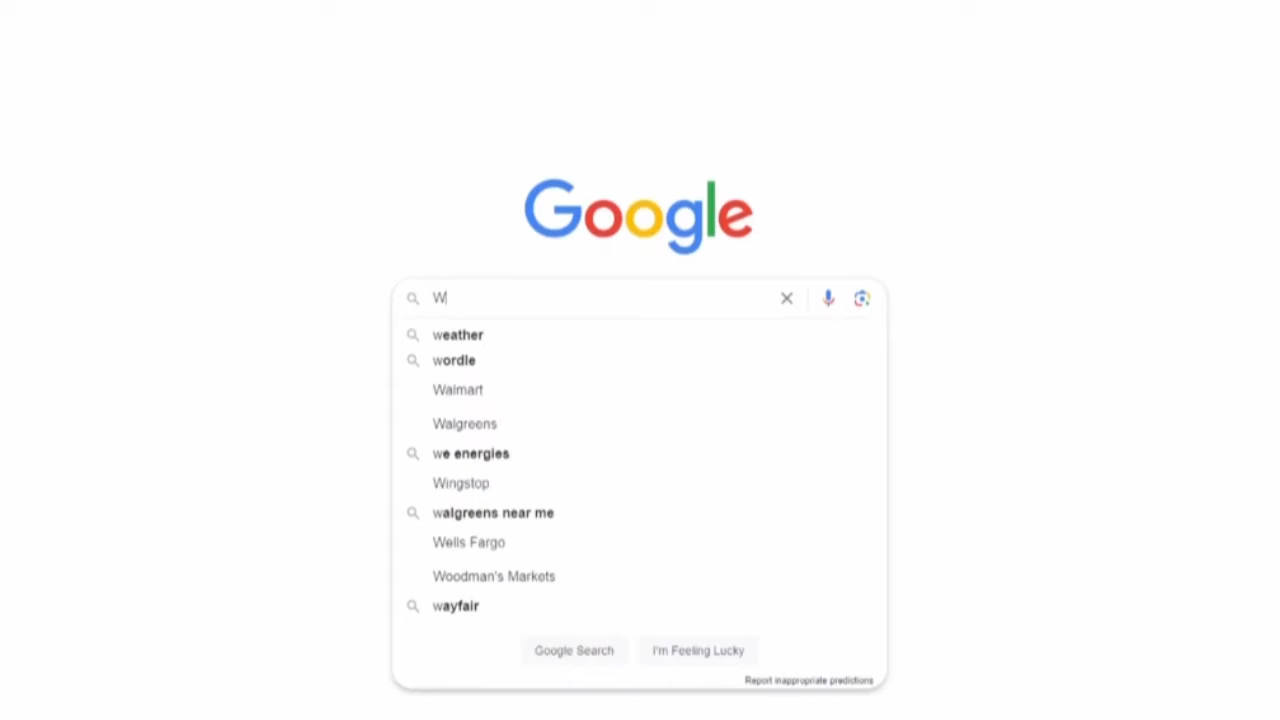 Google
W
weather
wordle
Walmart
Walgreens
we energies
Wingstop
walgreens near me
Wells Fargo
Woodman's Markets
wayfair
Google Search
I'm Feeling Lucky
Report inappropriate predictions